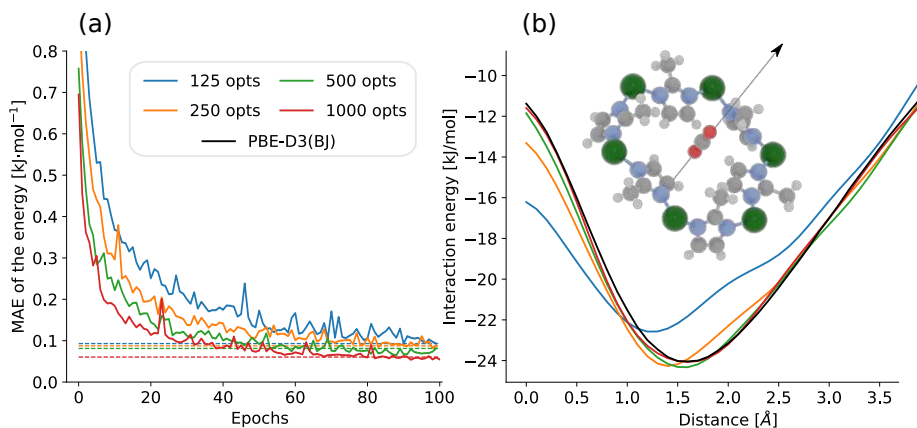 (a)
MAE of the energy [kJ·mol⁻¹]
0.8
0.7
0.6
0.5
0.4
0.3
0.2
0.1
0.0
125 opts
250 opts
500 opts
1000 opts
PBE-D3(BJ)
0 20 40 60 80 100
Epochs
(b)
Interaction energy [kJ/mol]
−10
−12
−14
−16
−18
−20
−22
−24
0.0 0.5 1.0 1.5 2.0 2.5 3.0 3.5
Distance [Å]